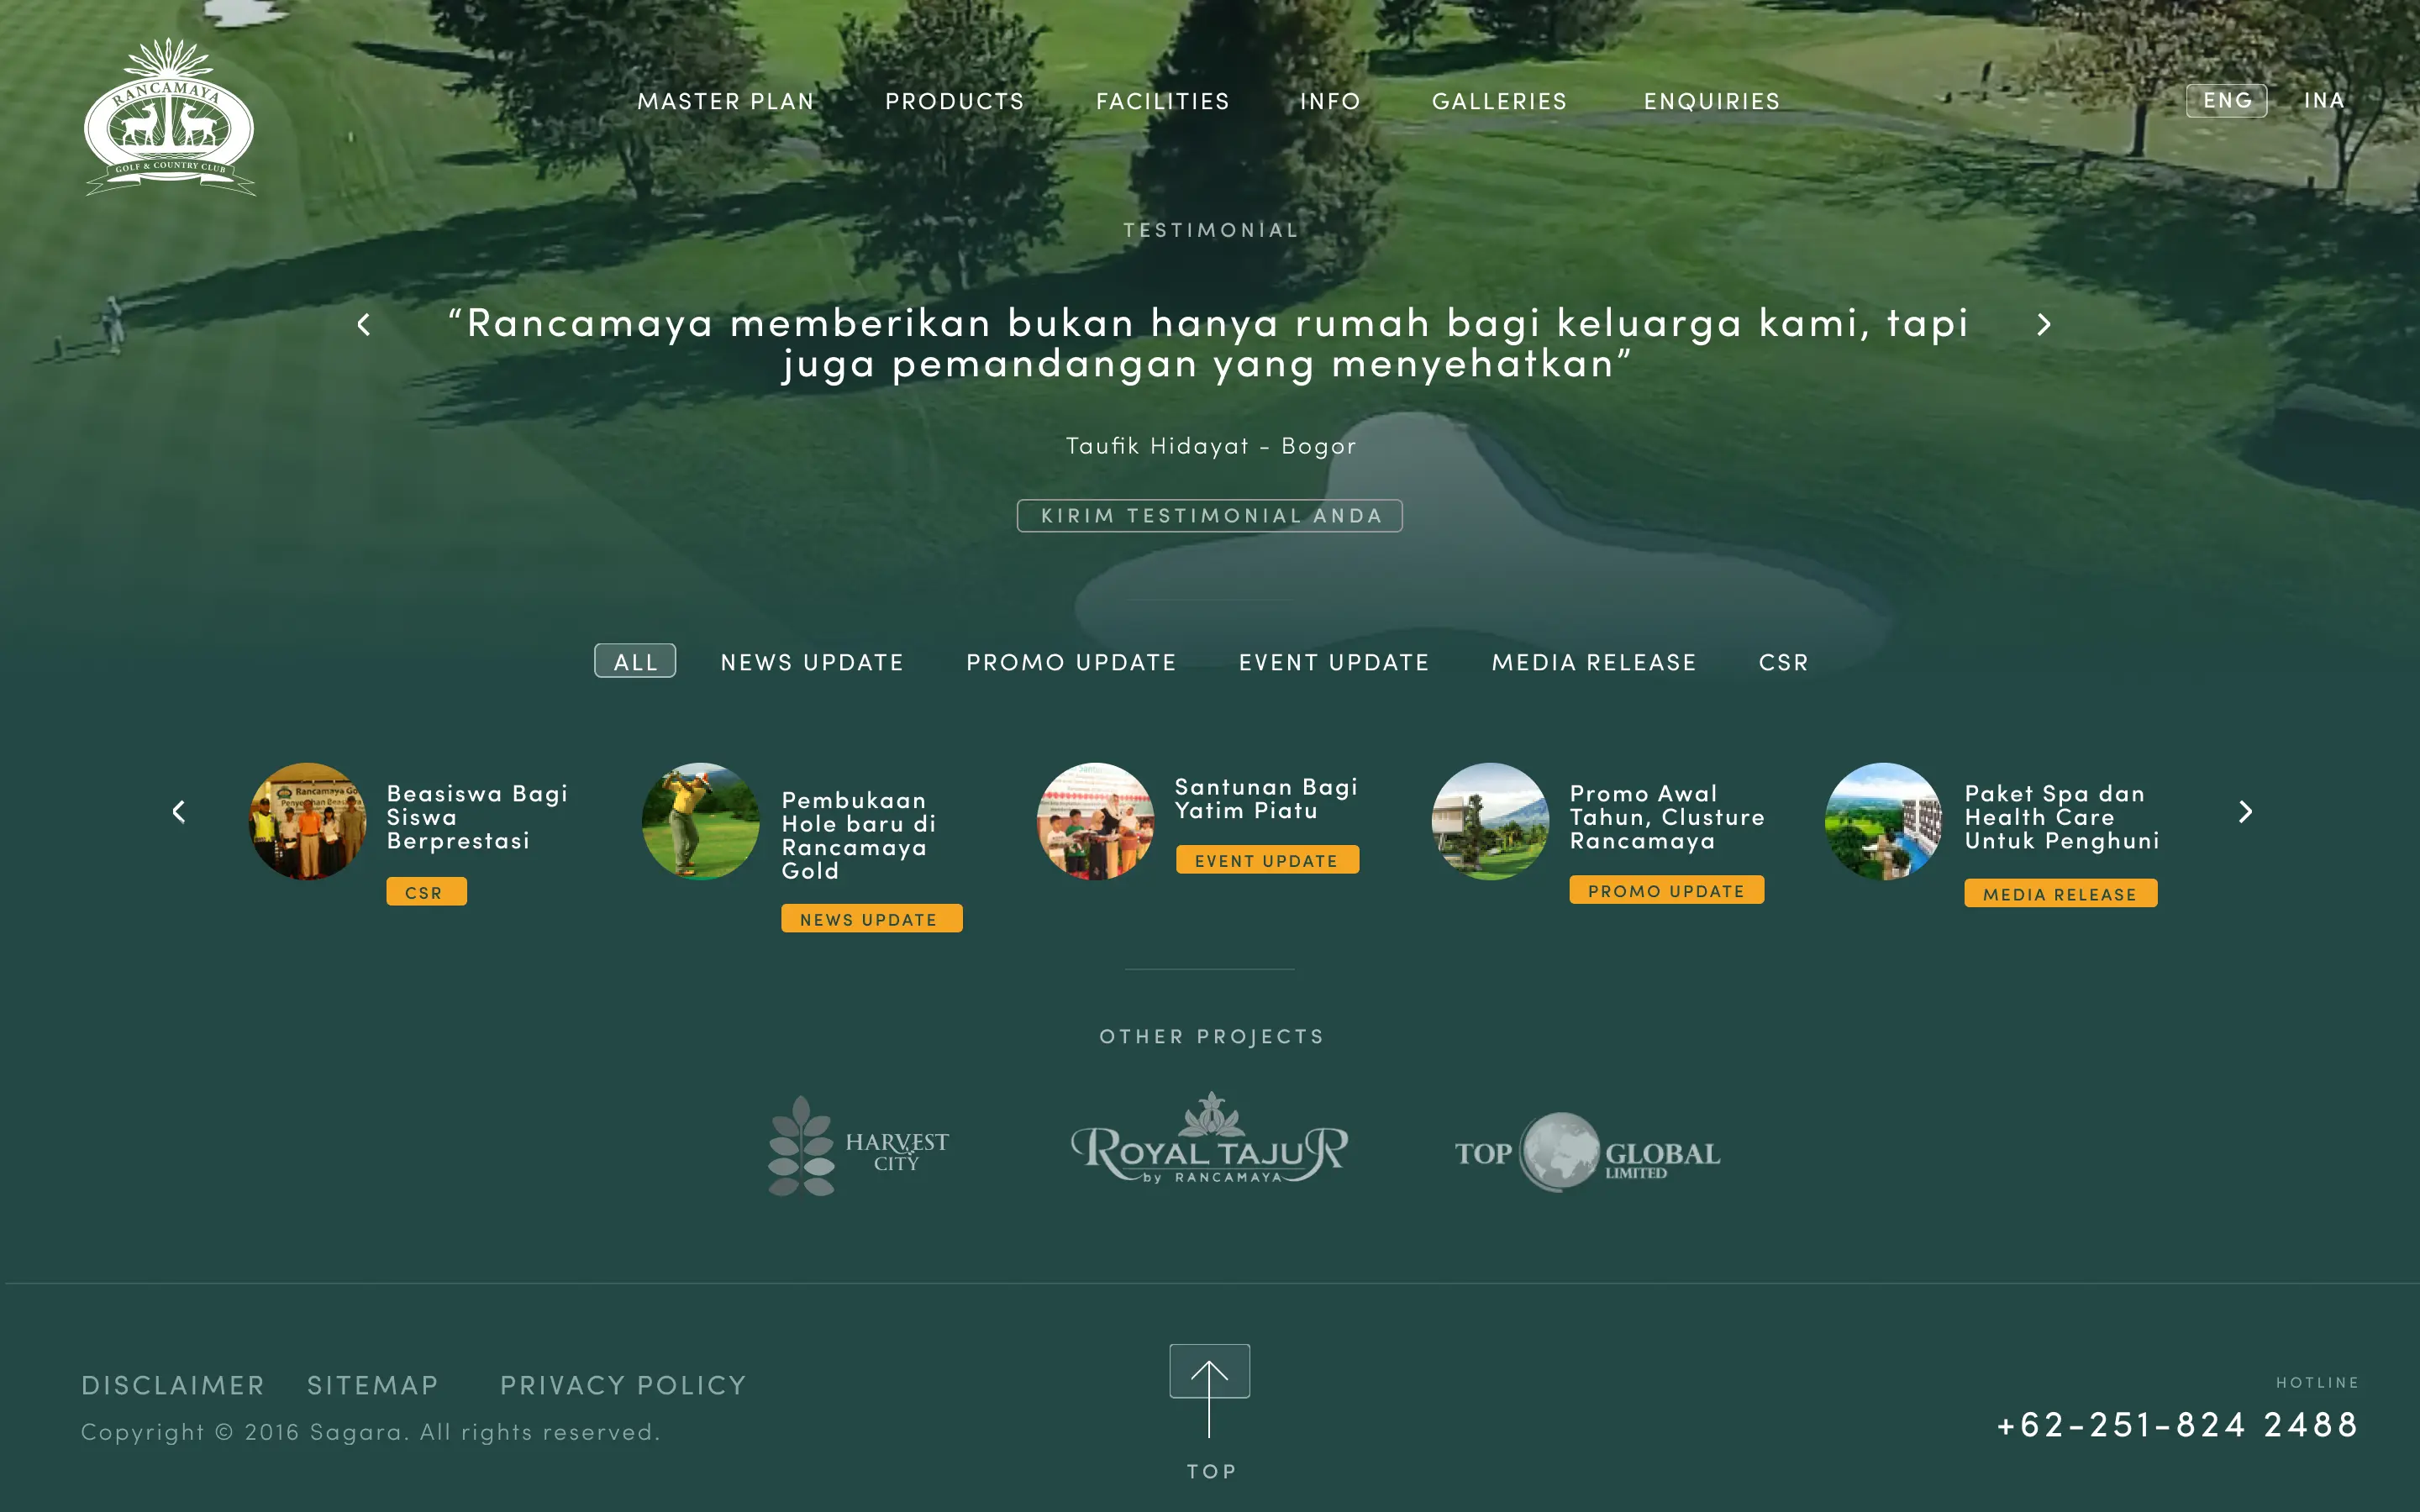 RANCAMAYA
GOLF & COUNTRY CLUB
MASTER PLAN
PRODUCTS
FACILITIES
INFO
GALLERIES
ENQUIRIES
ENG
INA
TESTIMONIAL
“Rancamaya memberikan bukan hanya rumah bagi keluarga kami, tapi
juga pemandangan yang menyehatkan”
Taufik Hidayat - Bogor
KIRIM TESTIMONIAL ANDA
ALL
NEWS UPDATE
PROMO UPDATE
EVENT UPDATE
MEDIA RELEASE
CSR
Beasiswa Bagi
Siswa
Berprestasi
CSR
Pembukaan
Hole baru di
Rancamaya
Gold
NEWS UPDATE
Santunan Bagi
Yatim Piatu
EVENT UPDATE
Promo Awal
Tahun, Clusture
Rancamaya
PROMO UPDATE
Paket Spa dan
Health Care
Untuk Penghuni
MEDIA RELEASE
OTHER PROJECTS
HARVEST
CITY
ROYAL TAJUR
by RANCAMAYA
TOP GLOBAL
LIMITED
DISCLAIMER
SITEMAP
PRIVACY POLICY
Copyright © 2016 Sagara. All rights reserved.
TOP
HOTLINE
+62-251-824 2488